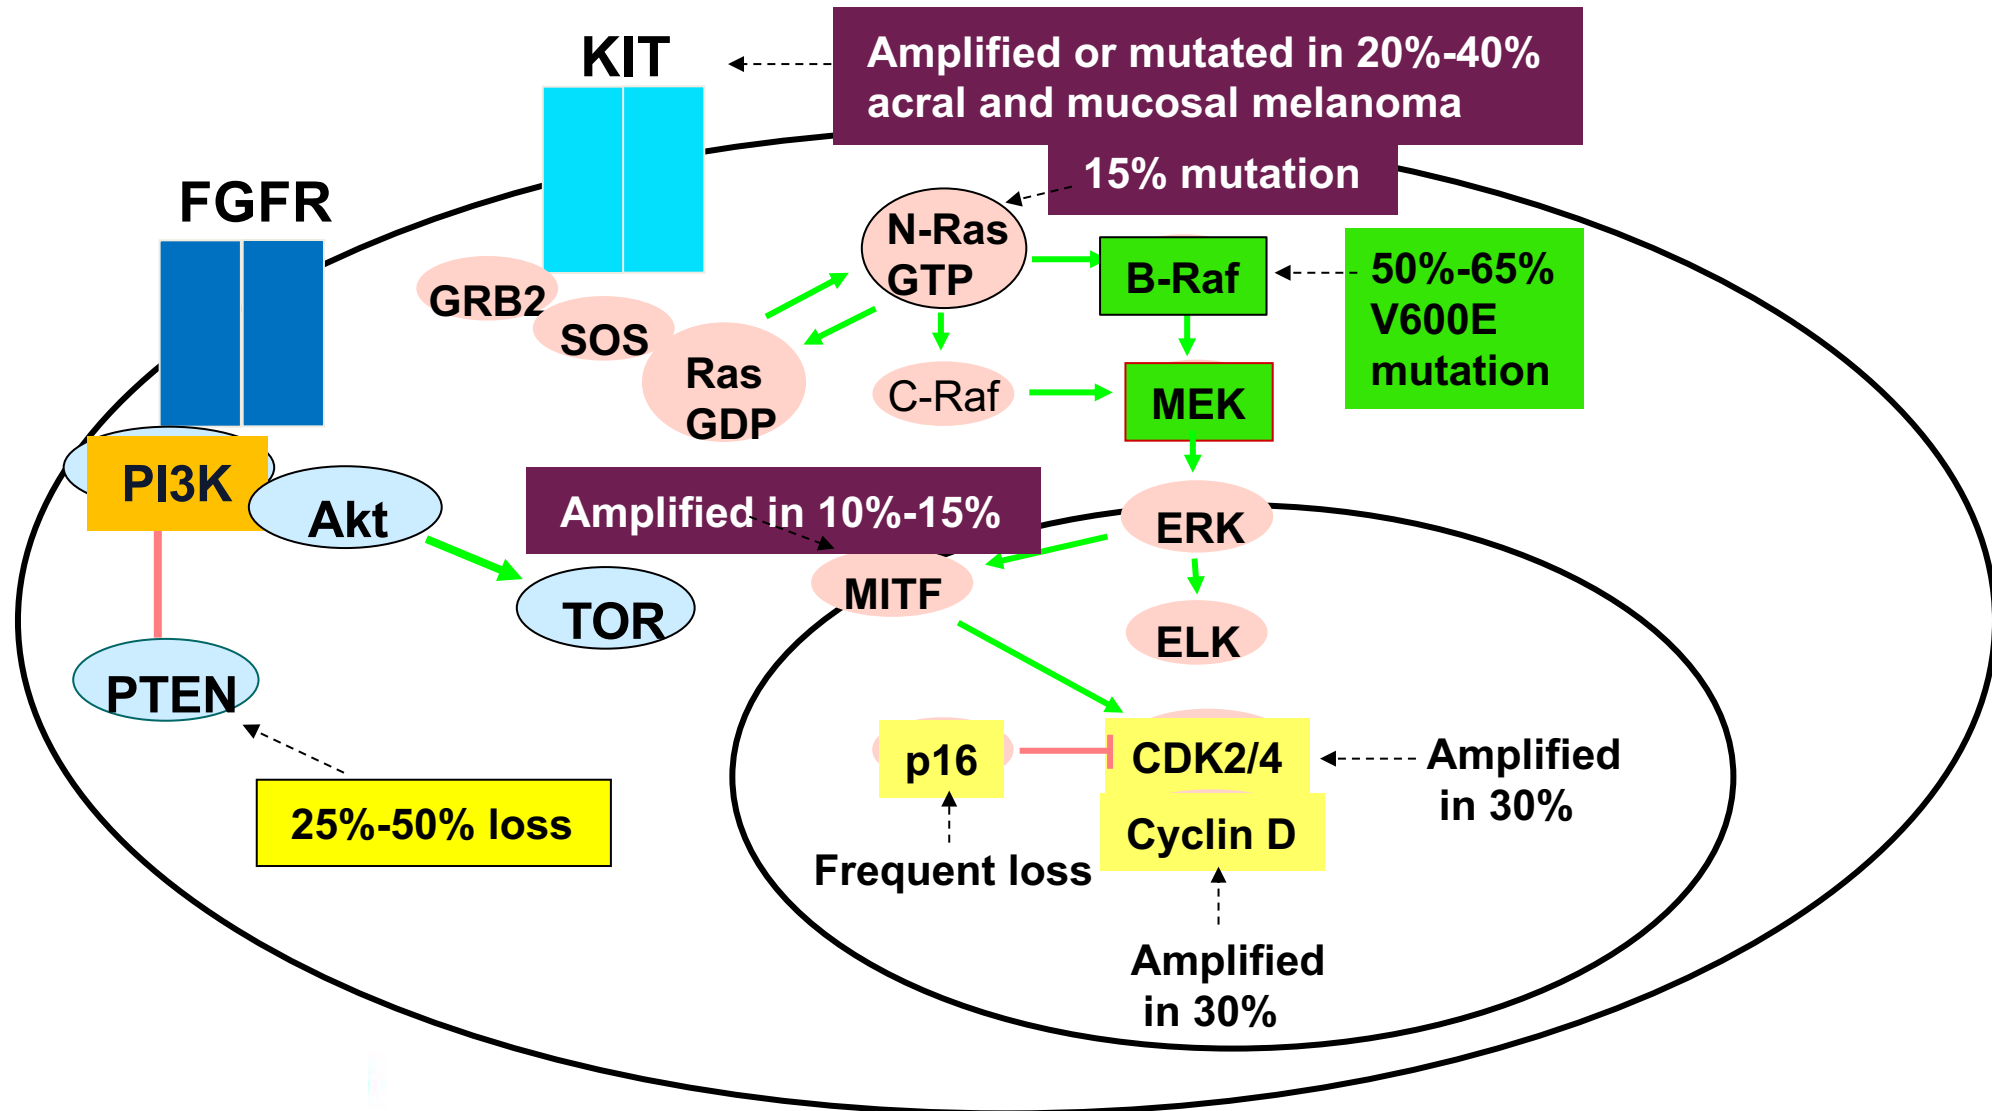 KIT
Amplified or mutated in 20%-40%
acral and mucosal melanoma
15% mutation
FGFR
N-Ras
GTP
B-Raf
50%-65%
V600E
mutation
GRB2
SOS
Ras
GDP
C-Raf
MEK
PI3K
Akt
Amplified in 10%-15%
ERK
TOR
MITF
ELK
PTEN
p16
CDK2/4
Amplified
in 30%
25%-50% loss
Cyclin D
Frequent loss
Amplified
in 30%